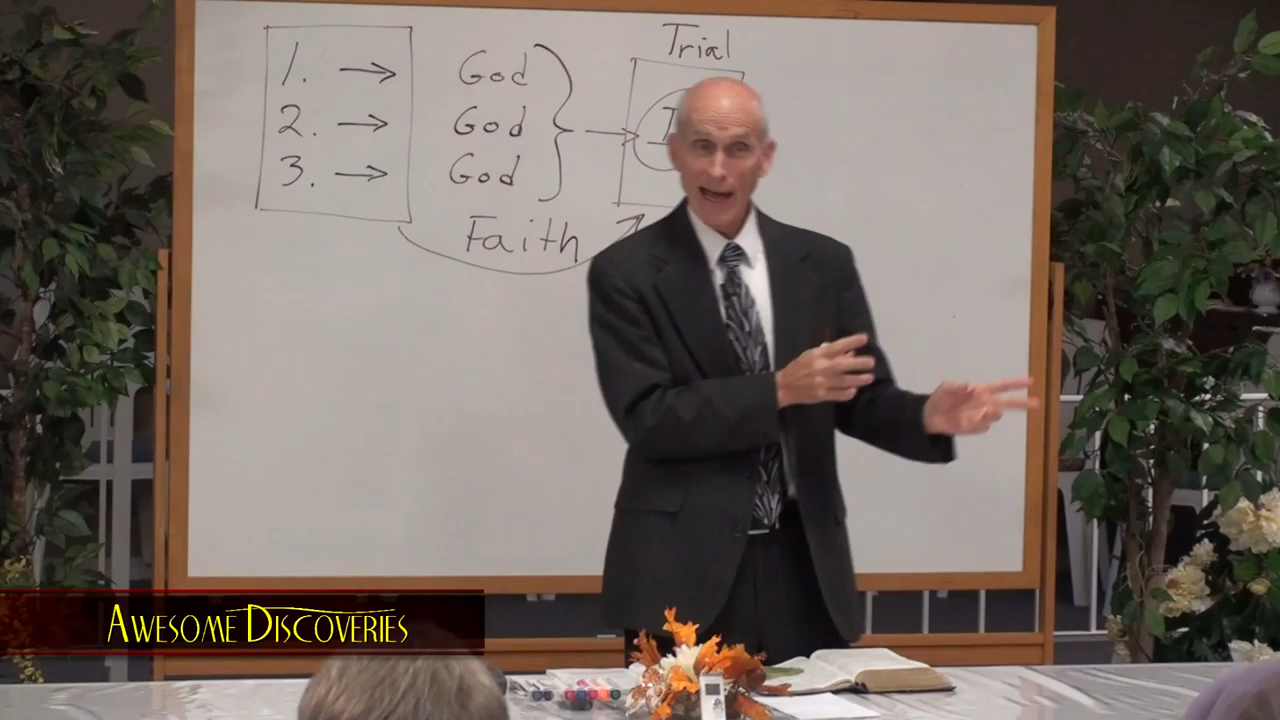 Trial
1. → God
2. → God
3. → God
Faith
AWESOME DISCOVERIES